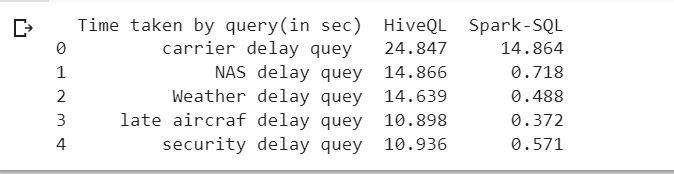 Time taken by query(in sec) HiveQL Spark-SQL
0 carrier delay quey 24.847 14.864
1 NAS delay quey 14.866 0.718
2 Weather delay quey 14.639 0.488
3 late aircraf delay quey 10.898 0.372
4 security delay quey 10.936 0.571